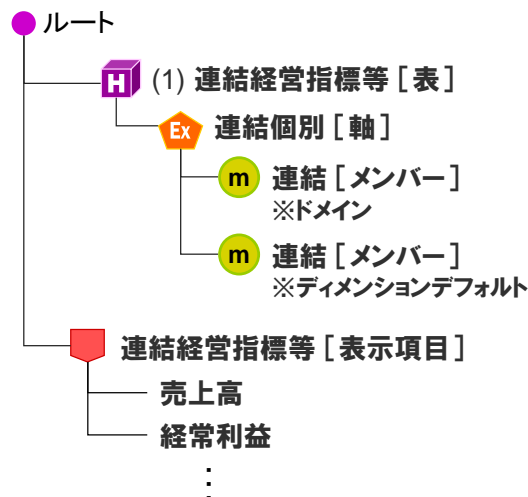 ルート
H (1) 連結経営指標等［表］
Ex 連結個別［軸］
m 連結［メンバー］
※ドメイン
m 連結［メンバー］
※ディメンションデフォルト
連結経営指標等［表示項目］
売上高
経常利益
⋮